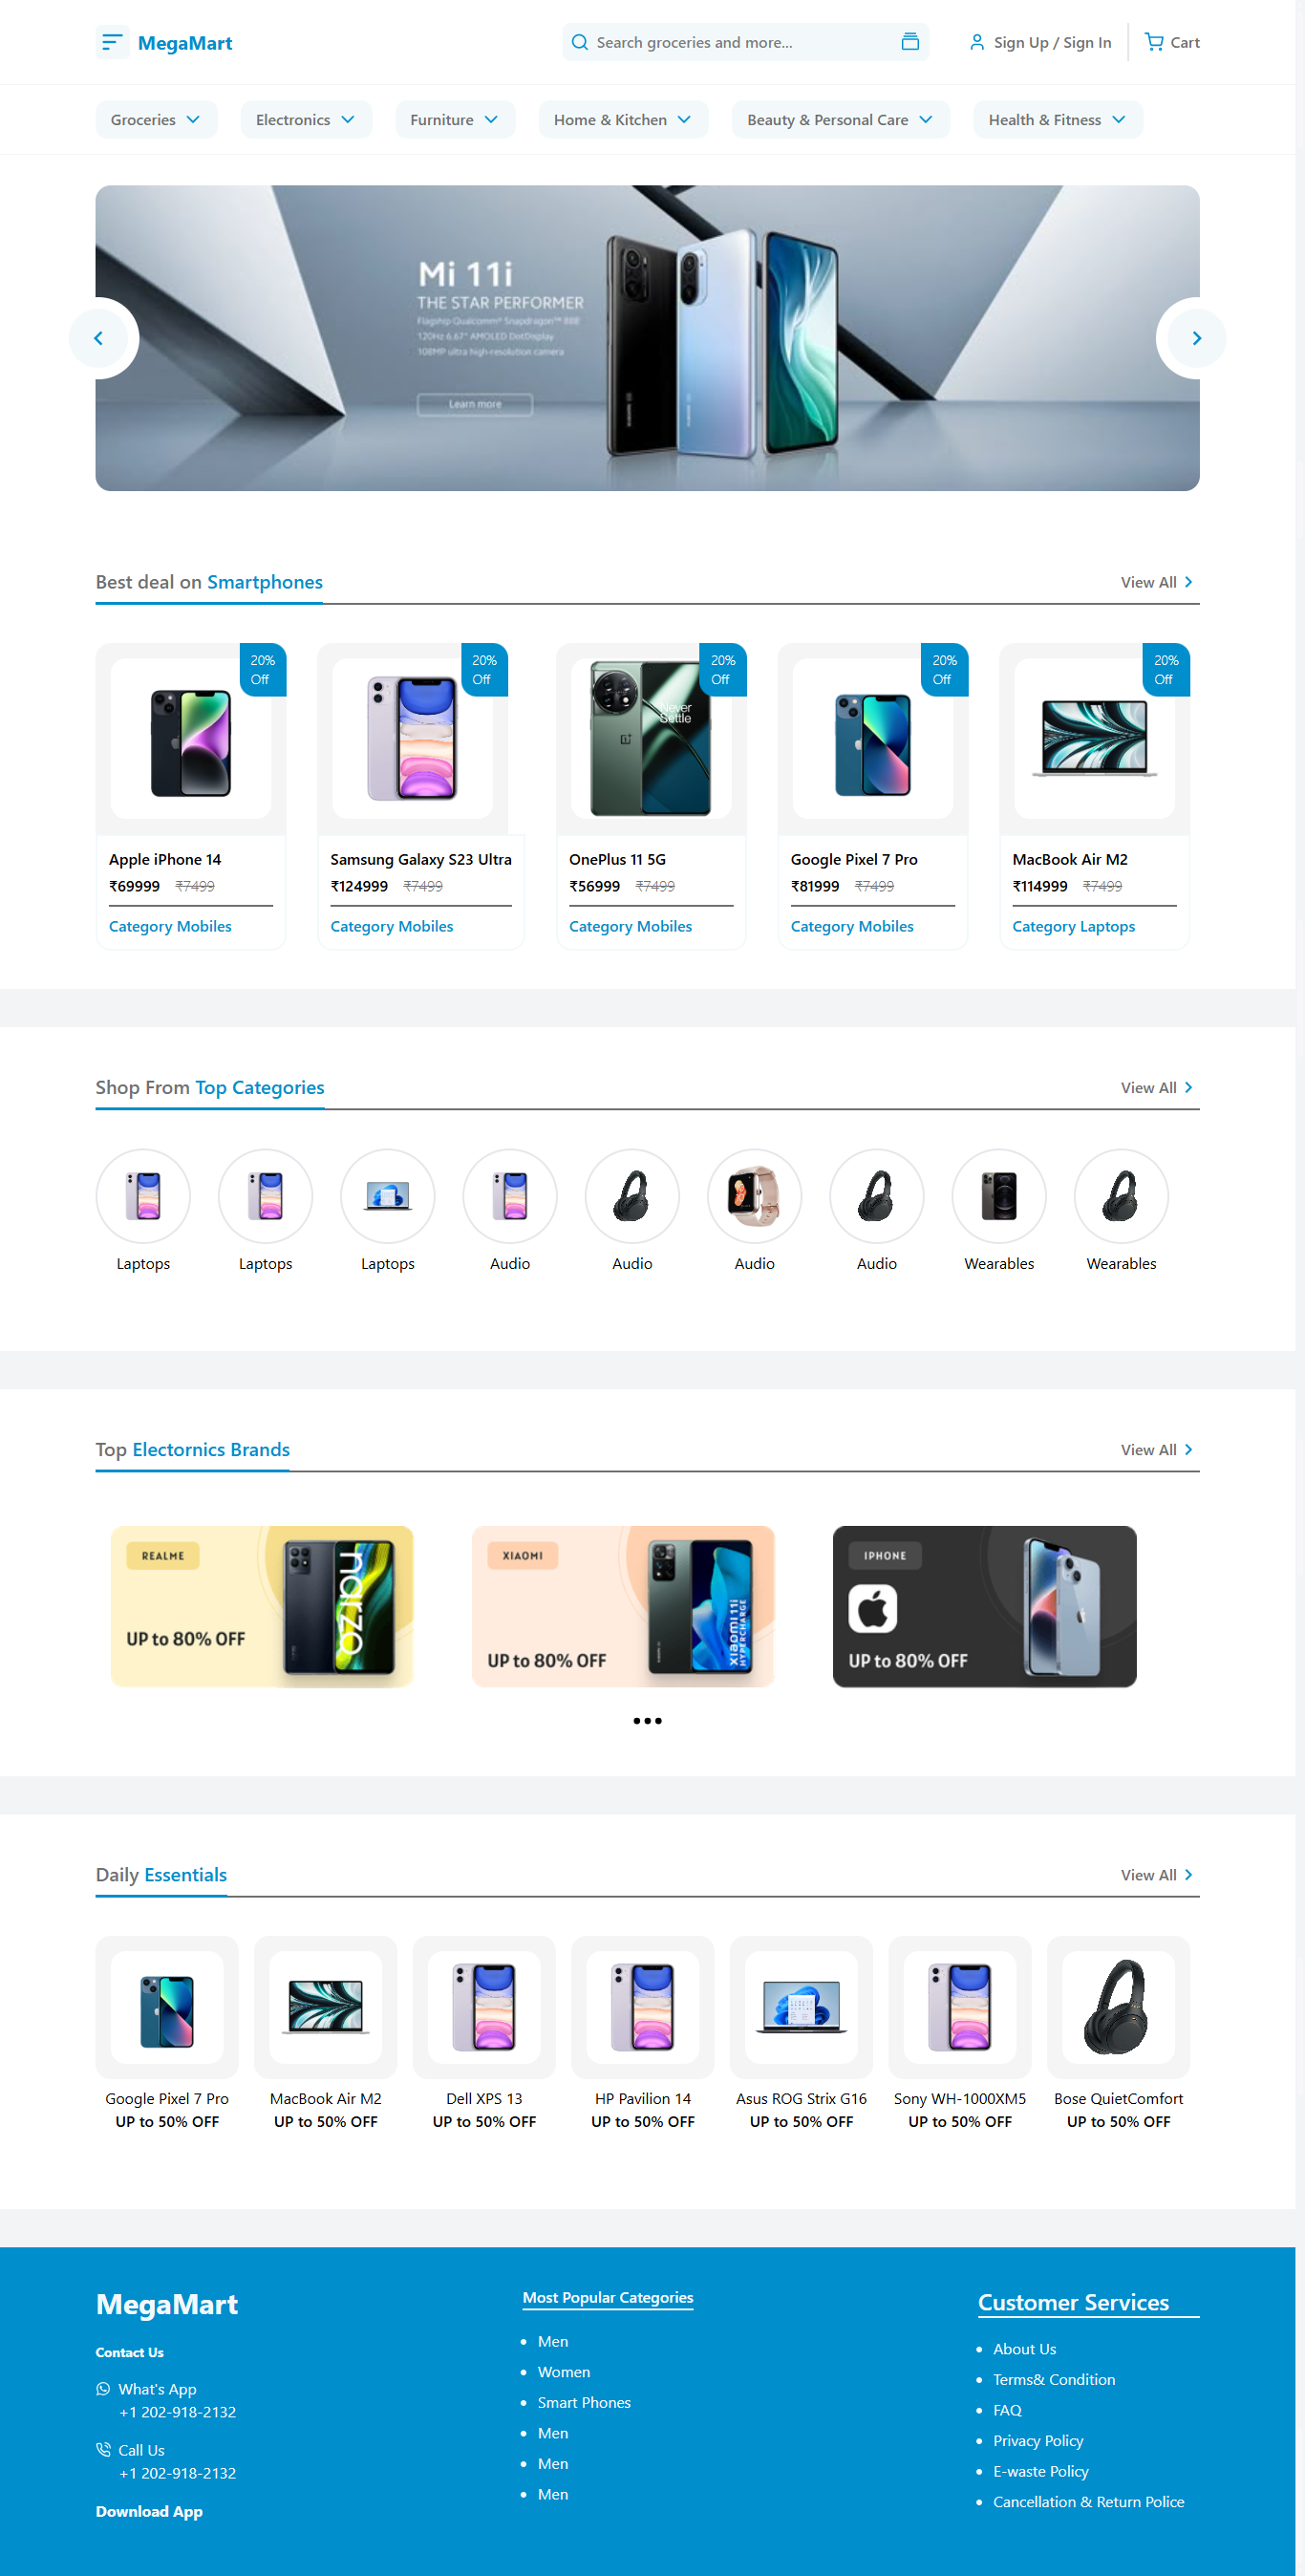 MegaMart
Search groceries and more...
Sign Up / Sign In
Cart
Groceries
Electronics
Furniture
Home & Kitchen
Beauty & Personal Care
Health & Fitness
Mi 11i
THE STAR PERFORMER
Flagship Qualcomm® Snapdragon™ 888
120Hz 6.67" AMOLED DotDisplay
108MP ultra high-resolution camera
Learn more
Best deal on Smartphones
View All
20%
Off
20%
Off
Never
Settle
20%
Off
20%
Off
20%
Off
Apple iPhone 14
₹69999 ₹7499
Category Mobiles
Samsung Galaxy S23 Ultra
₹124999 ₹7499
Category Mobiles
OnePlus 11 5G
₹56999 ₹7499
Category Mobiles
Google Pixel 7 Pro
₹81999 ₹7499
Category Mobiles
MacBook Air M2
₹114999 ₹7499
Category Laptops
Shop From Top Categories
View All
Laptops
Laptops
Laptops
Audio
Audio
Audio
Audio
Wearables
Wearables
Top Electornics Brands
View All
REALME
UP to 80% OFF
narzo
XIAOMI
UP to 80% OFF
Xiaomi 11i
HYPERCHARGE
IPHONE
UP to 80% OFF
Daily Essentials
View All
Google Pixel 7 Pro
UP to 50% OFF
MacBook Air M2
UP to 50% OFF
Dell XPS 13
UP to 50% OFF
HP Pavilion 14
UP to 50% OFF
Asus ROG Strix G16
UP to 50% OFF
Sony WH-1000XM5
UP to 50% OFF
Bose QuietComfort
UP to 50% OFF
MegaMart
Contact Us
What's App
+1 202-918-2132
Call Us
+1 202-918-2132
Download App
Most Popular Categories
Men
Women
Smart Phones
Men
Men
Men
Customer Services
About Us
Terms& Condition
FAQ
Privacy Policy
E-waste Policy
Cancellation & Return Police